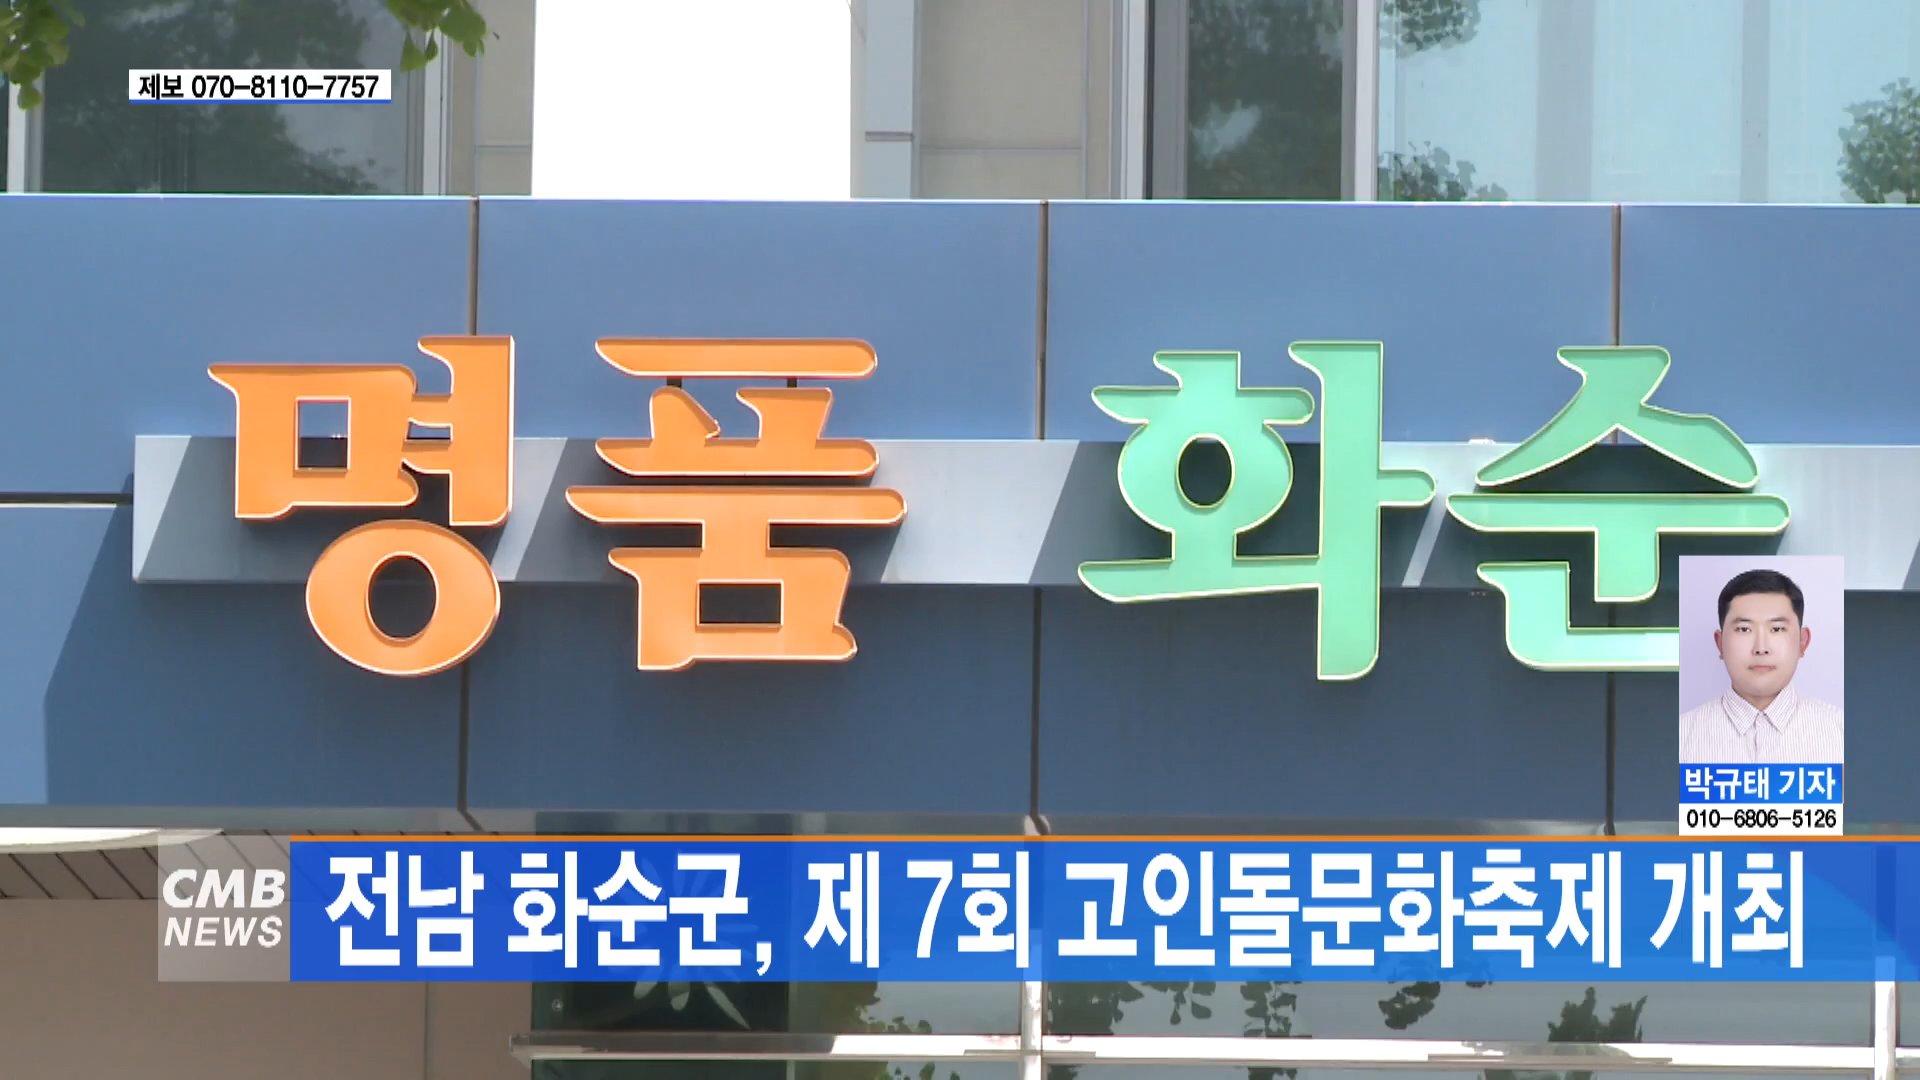 제보 070-8110-7757
명품 화순
박규태 기자
010-6806-5126
CMB
NEWS
전남 화순군, 제 7회 고인돌문화축제 개최